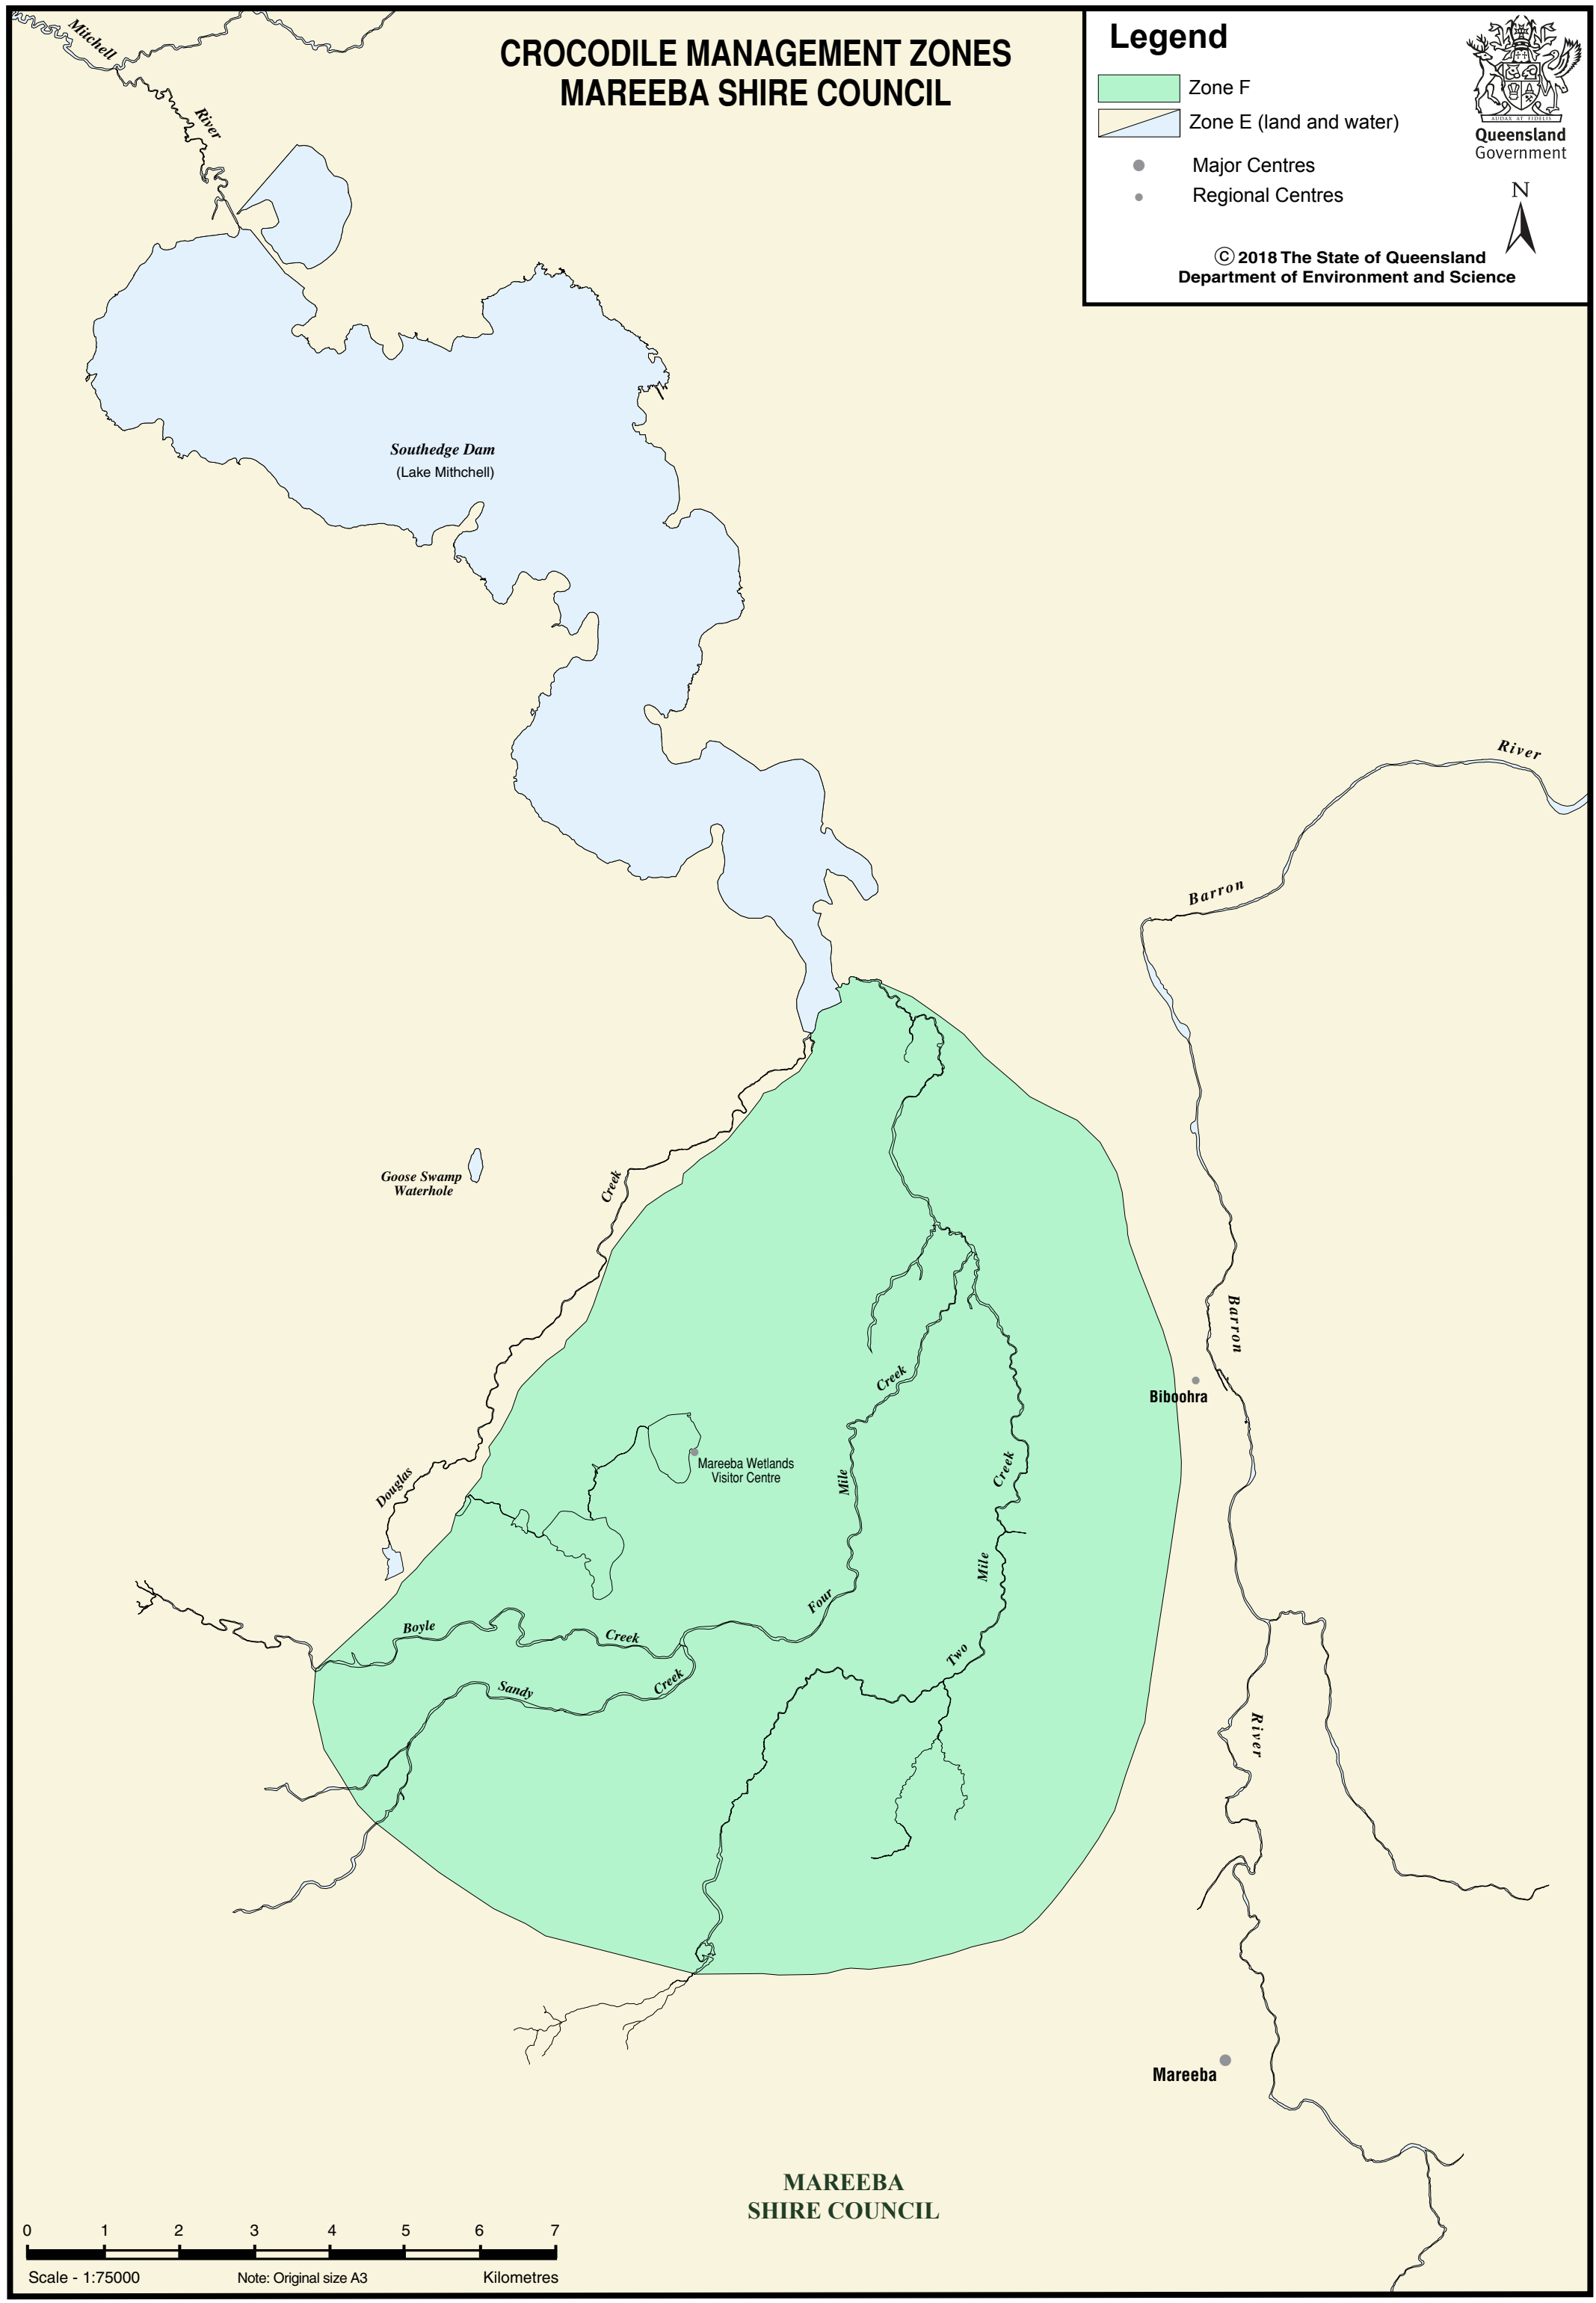 CROCODILE MANAGEMENT ZONES
MAREEBA SHIRE COUNCIL
Legend
Zone F
Zone E (land and water)
Major Centres
Regional Centres
AUDAX AT FIDELIS
Queensland
Government
N
© 2018 The State of Queensland
Department of Environment and Science
Mitchell
River
Southedge Dam
(Lake Mithchell)
River
Barron
Goose Swamp
Waterhole
Creek
Barron
Creek
Biboohra
Mareeba Wetlands
Visitor Centre
Creek
Mile
Douglas
Mile
Four
Boyle
Creek
Two
Creek
Sandy
River
Mareeba
MAREEBA
SHIRE COUNCIL
0 1 2 3 4 5 6 7
Scale - 1:75000
Note: Original size A3
Kilometres